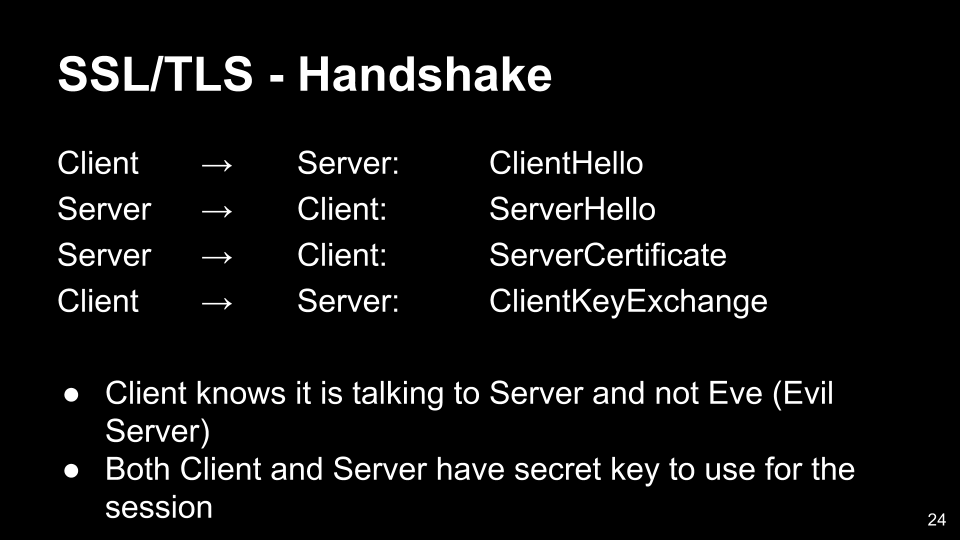 SSL/TLS - Handshake
Client → Server: ClientHello
Server → Client: ServerHello
Server → Client: ServerCertificate
Client → Server: ClientKeyExchange
● Client knows it is talking to Server and not Eve (Evil
Server)
● Both Client and Server have secret key to use for the
session
24